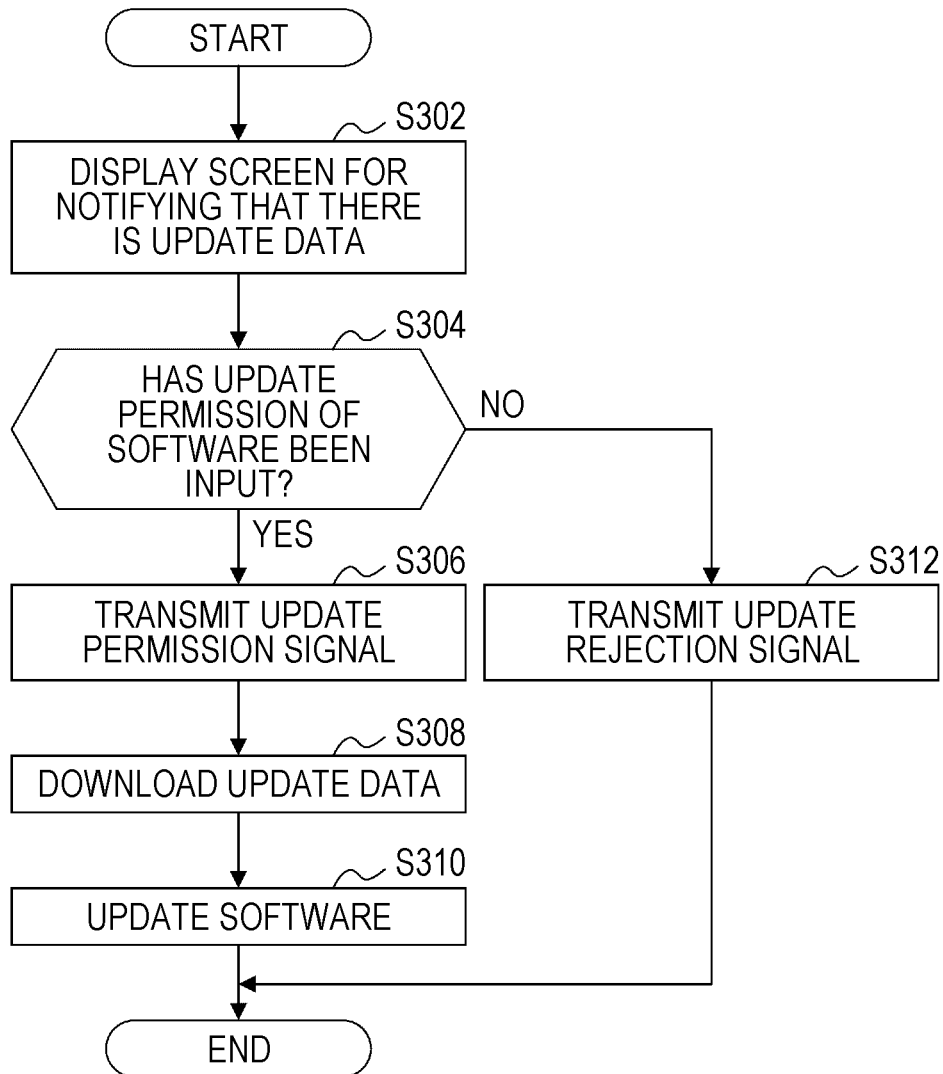 START
S302
DISPLAY SCREEN FOR
NOTIFYING THAT THERE
IS UPDATE DATA
S304
HAS UPDATE
PERMISSION OF
SOFTWARE BEEN
INPUT?
NO
YES
S306
TRANSMIT UPDATE
PERMISSION SIGNAL
S312
TRANSMIT UPDATE
REJECTION SIGNAL
S308
DOWNLOAD UPDATE DATA
S310
UPDATE SOFTWARE
END